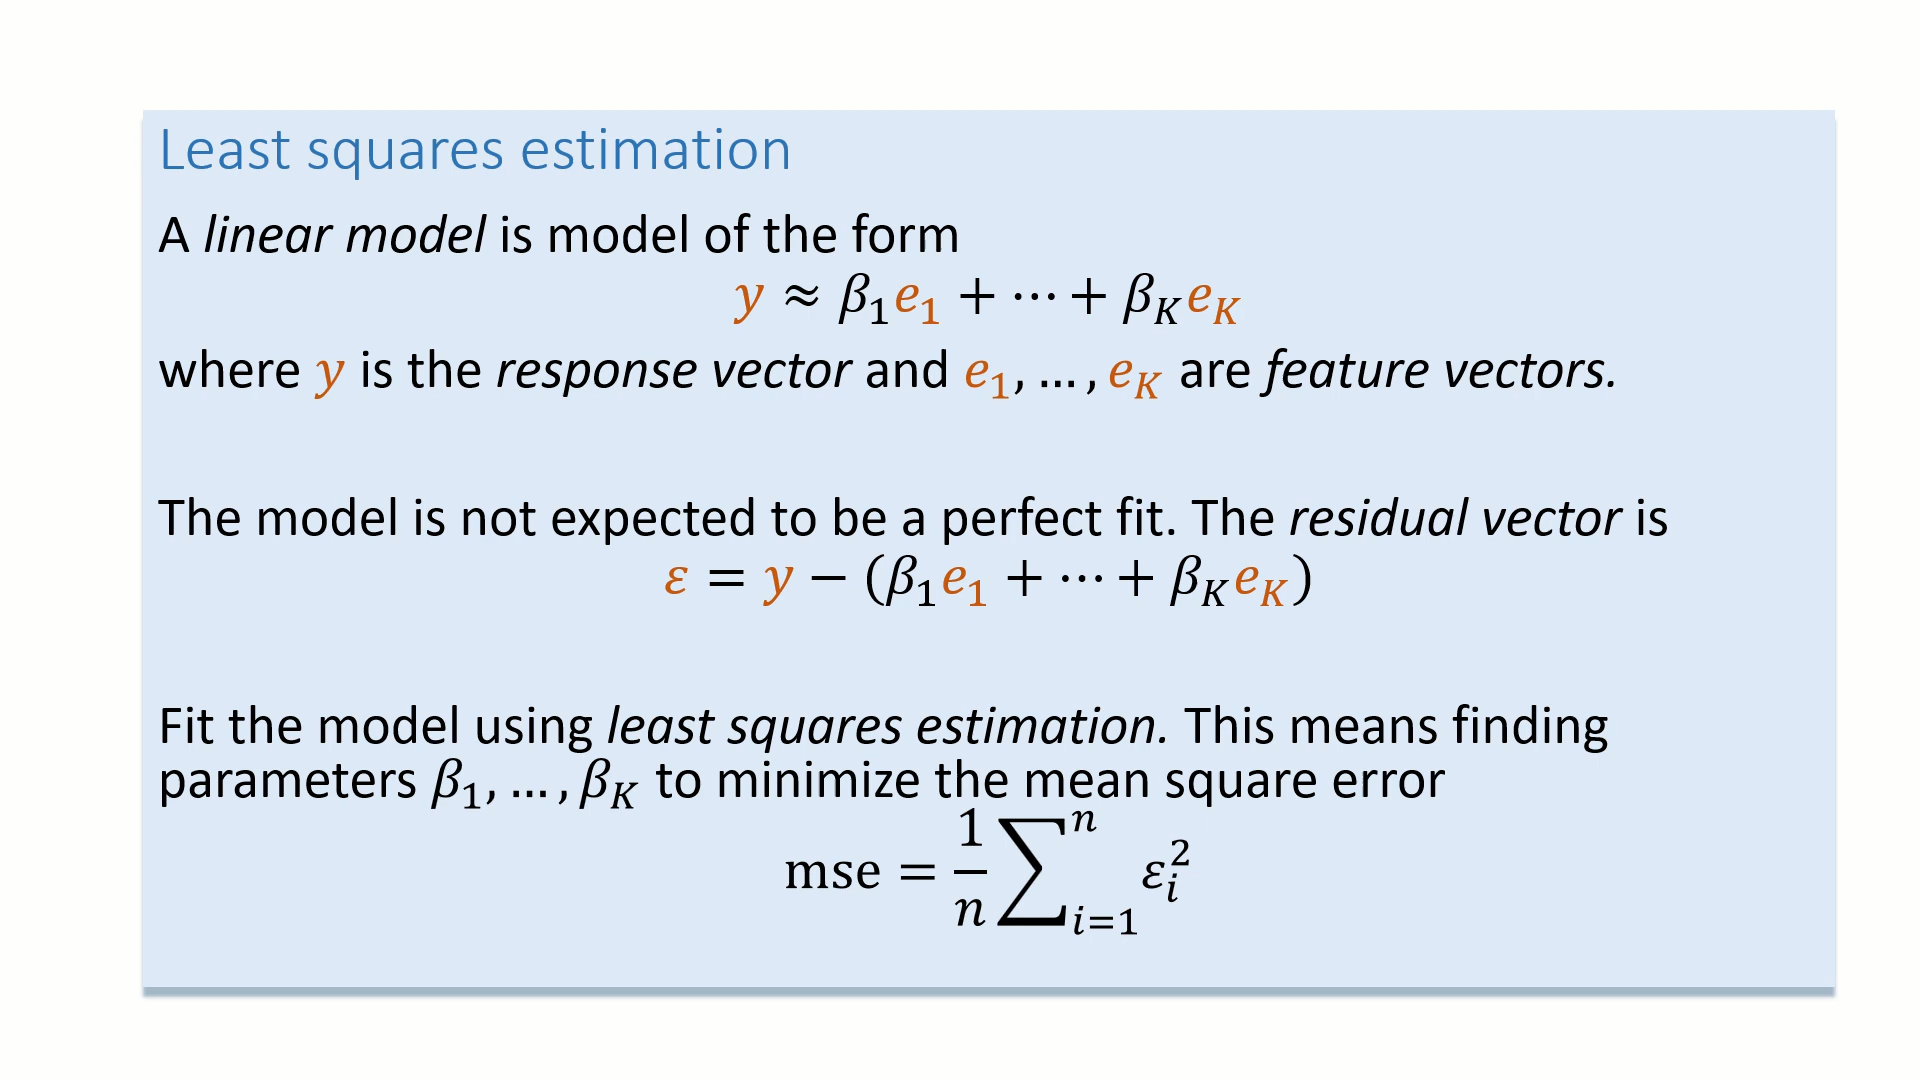 Least squares estimation
A linear model is model of the form
y ≈ β₁e₁ + ⋯ + β_K e_K
where y is the response vector and e₁, … , e_K are feature vectors.
The model is not expected to be a perfect fit. The residual vector is
ε = y − (β₁e₁ + ⋯ + β_K e_K)
Fit the model using least squares estimation. This means finding
parameters β₁, … , β_K to minimize the mean square error
mse = 1/n ∑_{i=1}^{n} ε_i^2